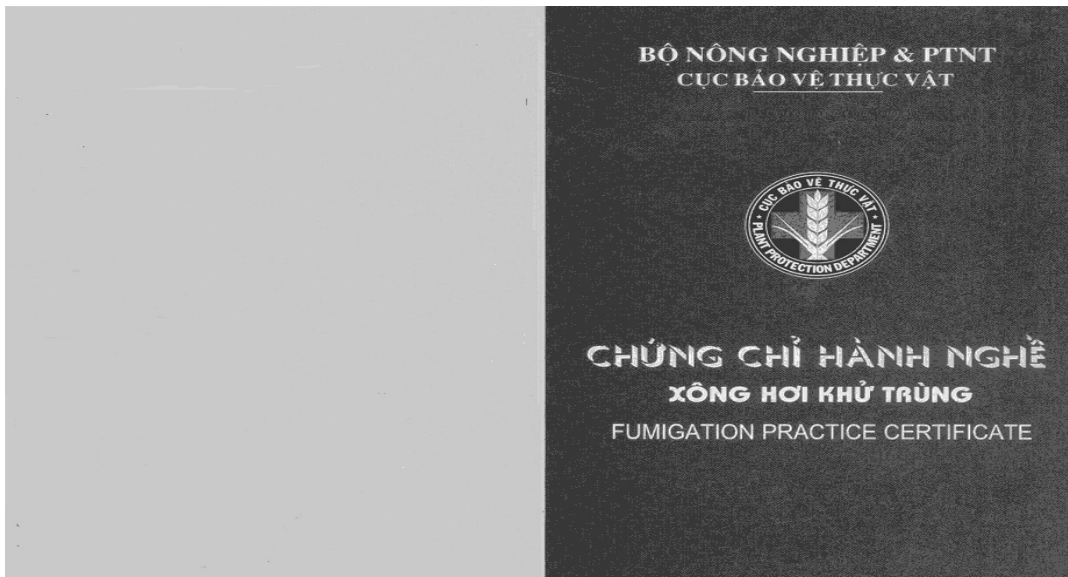 BỘ NÔNG NGHIỆP & PTNT
CỤC BẢO VỆ THỰC VẬT
CỤC BẢO VỆ THỰC VẬT
PLANT PROTECTION DEPARTMENT
CHỨNG CHỈ HÀNH NGHỀ
XÔNG HƠI KHỬ TRÙNG
FUMIGATION PRACTICE CERTIFICATE